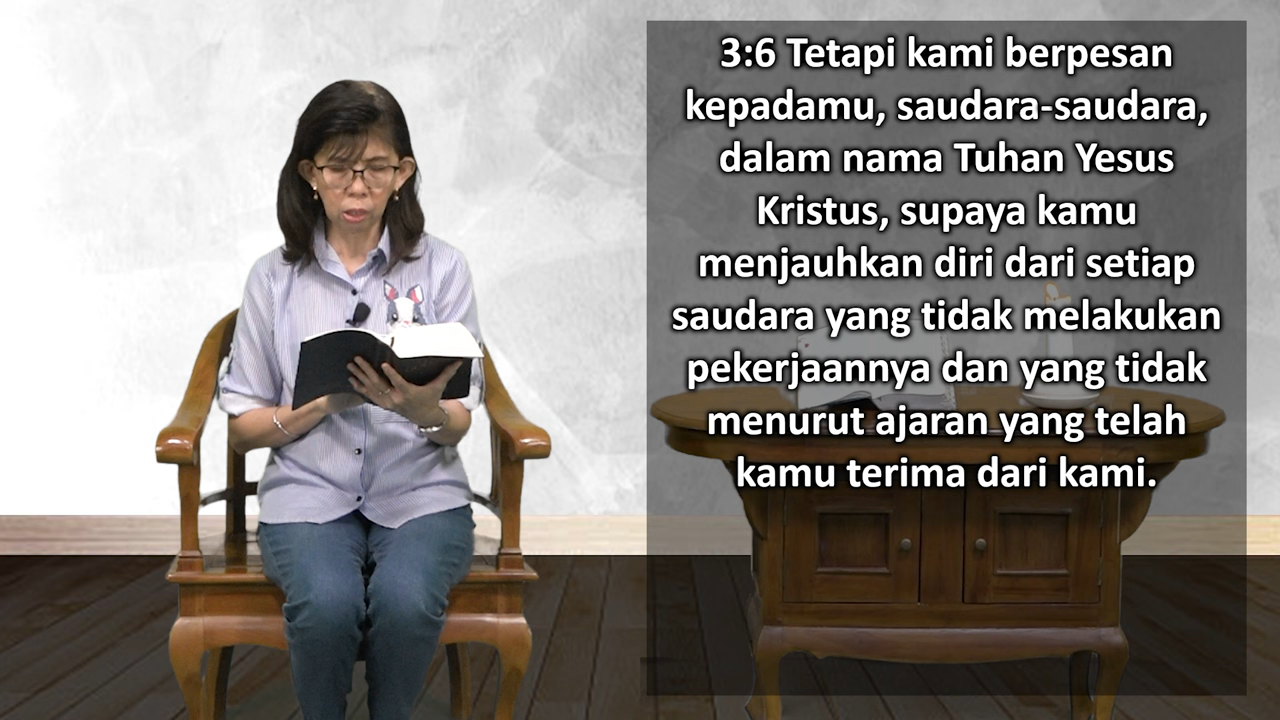 3:6 Tetapi kami berpesan
kepadamu, saudara-saudara,
dalam nama Tuhan Yesus
Kristus, supaya kamu
menjauhkan diri dari setiap
saudara yang tidak melakukan
pekerjaannya dan yang tidak
menurut ajaran yang telah
kamu terima dari kami.